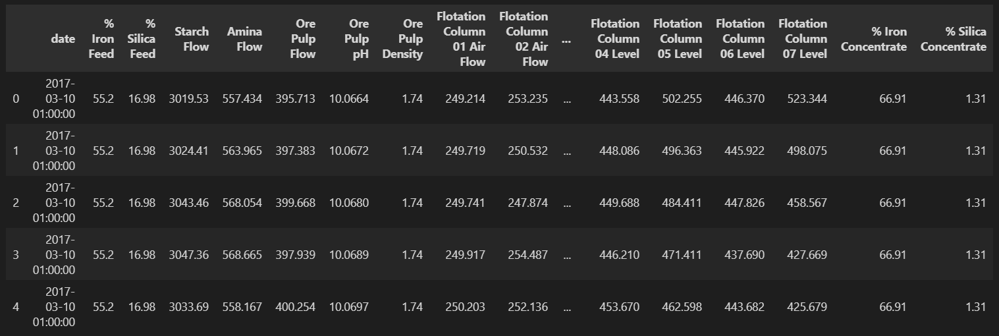 date % Iron Feed % Silica Feed Starch Flow Amina Flow Ore Pulp Flow Ore Pulp pH Ore Pulp Density Flotation Column 01 Air Flow Flotation Column 02 Air Flow ... Flotation Column 04 Level Flotation Column 05 Level Flotation Column 06 Level Flotation Column 07 Level % Iron Concentrate % Silica Concentrate
0 2017-03-10 01:00:00 55.2 16.98 3019.53 557.434 395.713 10.0664 1.74 249.214 253.235 ... 443.558 502.255 446.370 523.344 66.91 1.31
1 2017-03-10 01:00:00 55.2 16.98 3024.41 563.965 397.383 10.0672 1.74 249.719 250.532 ... 448.086 496.363 445.922 498.075 66.91 1.31
2 2017-03-10 01:00:00 55.2 16.98 3043.46 568.054 399.668 10.0680 1.74 249.741 247.874 ... 449.688 484.411 447.826 458.567 66.91 1.31
3 2017-03-10 01:00:00 55.2 16.98 3047.36 568.665 397.939 10.0689 1.74 249.917 254.487 ... 446.210 471.411 437.690 427.669 66.91 1.31
4 2017-03-10 01:00:00 55.2 16.98 3033.69 558.167 400.254 10.0697 1.74 250.203 252.136 ... 453.670 462.598 443.682 425.679 66.91 1.31